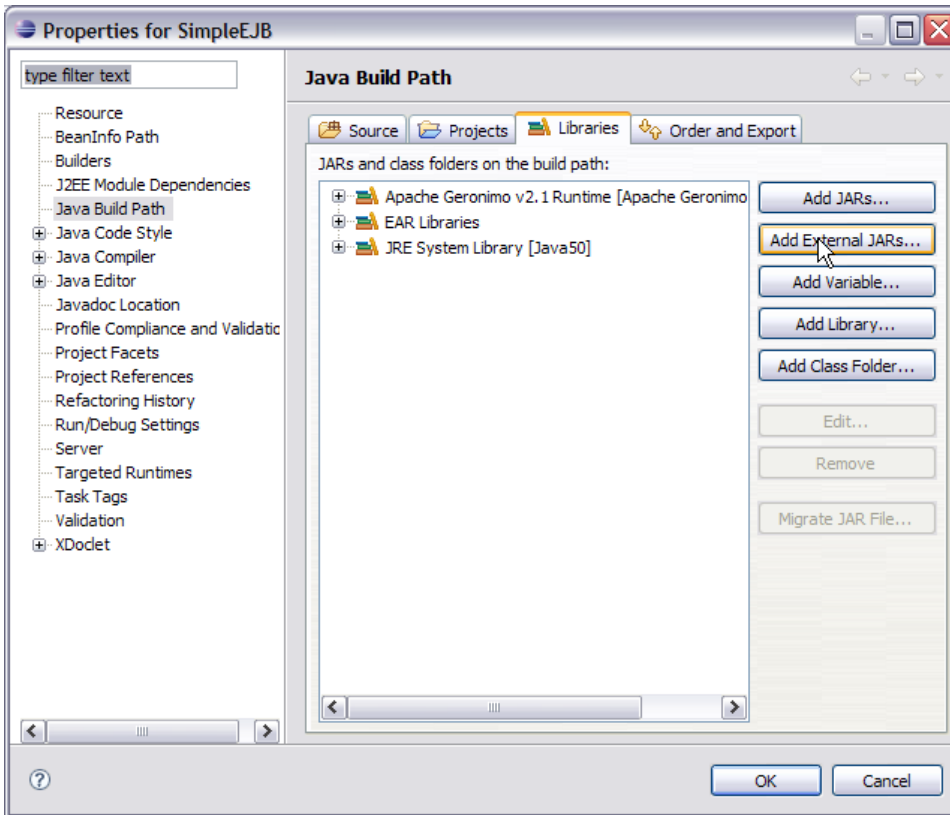 Properties for SimpleEJB
type filter text
Resource
BeanInfo Path
Builders
J2EE Module Dependencies
Java Build Path
Java Code Style
Java Compiler
Java Editor
Javadoc Location
Profile Compliance and Validatic
Project Facets
Project References
Refactoring History
Run/Debug Settings
Server
Targeted Runtimes
Task Tags
Validation
XDoclet
Java Build Path
Source Projects Libraries Order and Export
JARs and class folders on the build path:
Apache Geronimo v2.1 Runtime [Apache Geronimo
EAR Libraries
JRE System Library [Java50]
Add JARs...
Add External JARs...
Add Variable...
Add Library...
Add Class Folder...
Edit...
Remove
Migrate JAR File...
OK Cancel